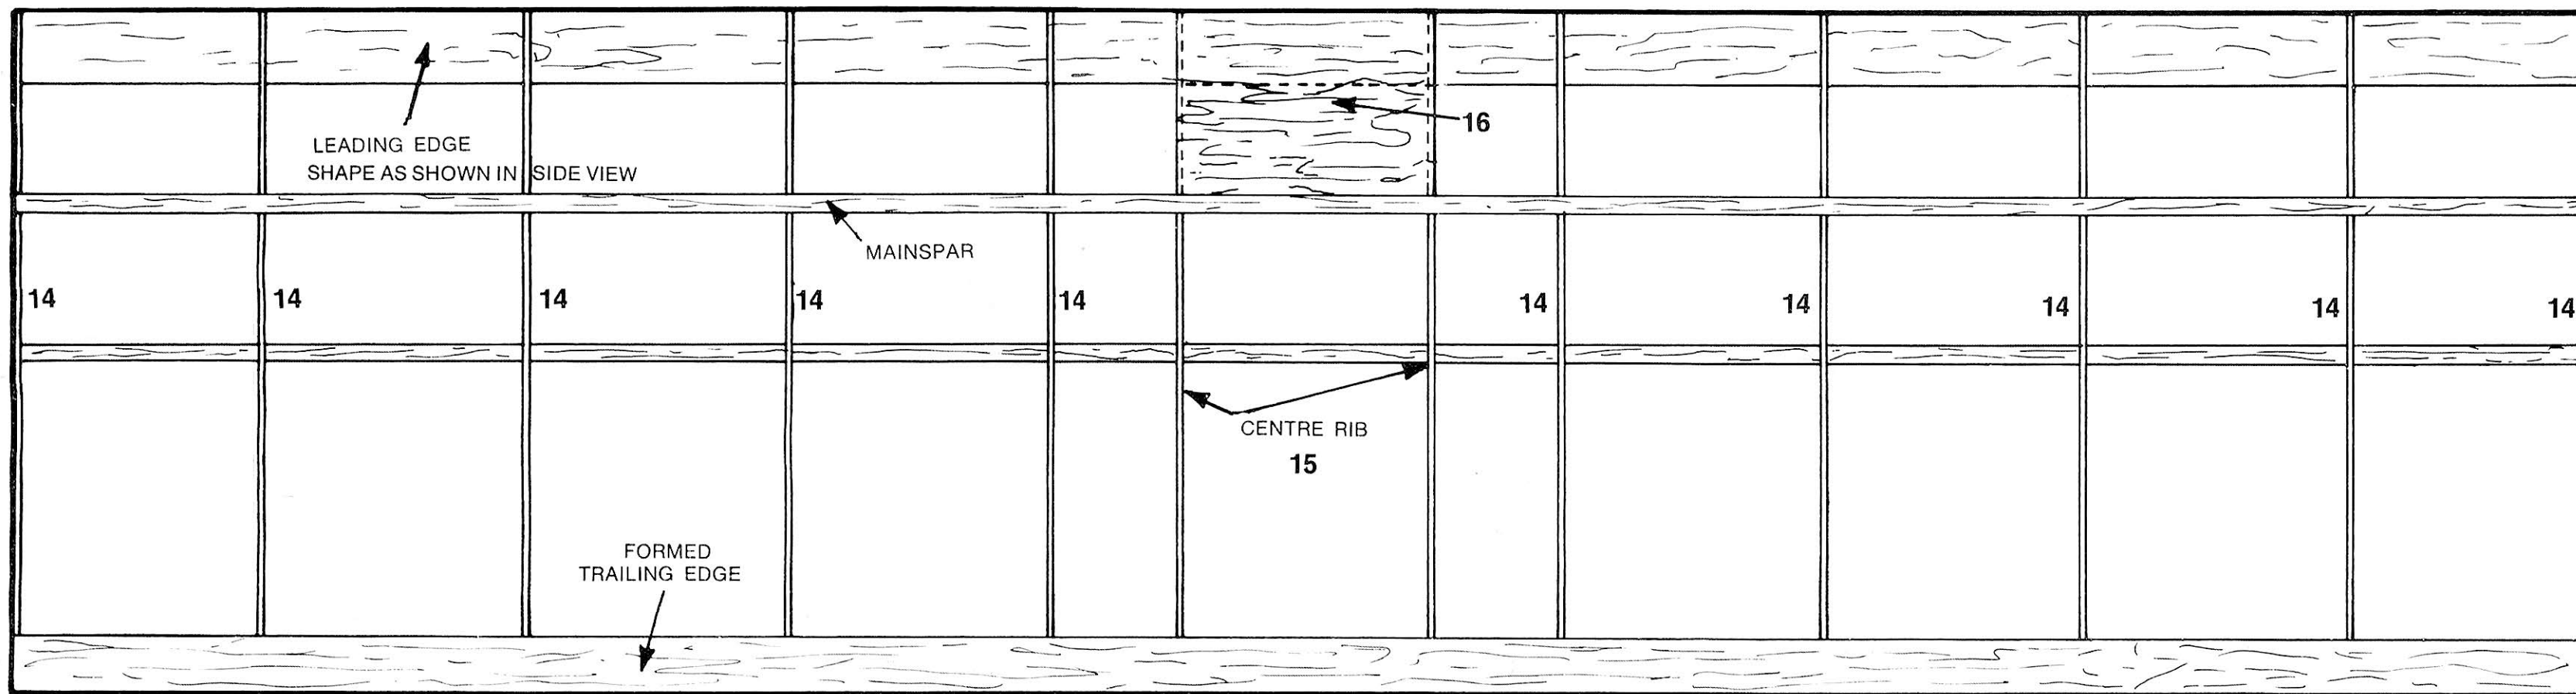 16
LEADING EDGE
SHAPE AS SHOWN IN SIDE VIEW
MAINSPAR
14 14 14 14 14 14 14 14 14 14
CENTRE RIB
15
FORMED
TRAILING EDGE